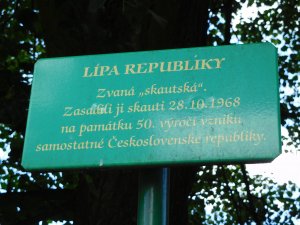 LÍPA REPUBLIKY
Zvaná „skautská“.
Zasadili ji skauti 28.10.1968
na památku 50. výročí vzniku
samostatné Československé republiky.